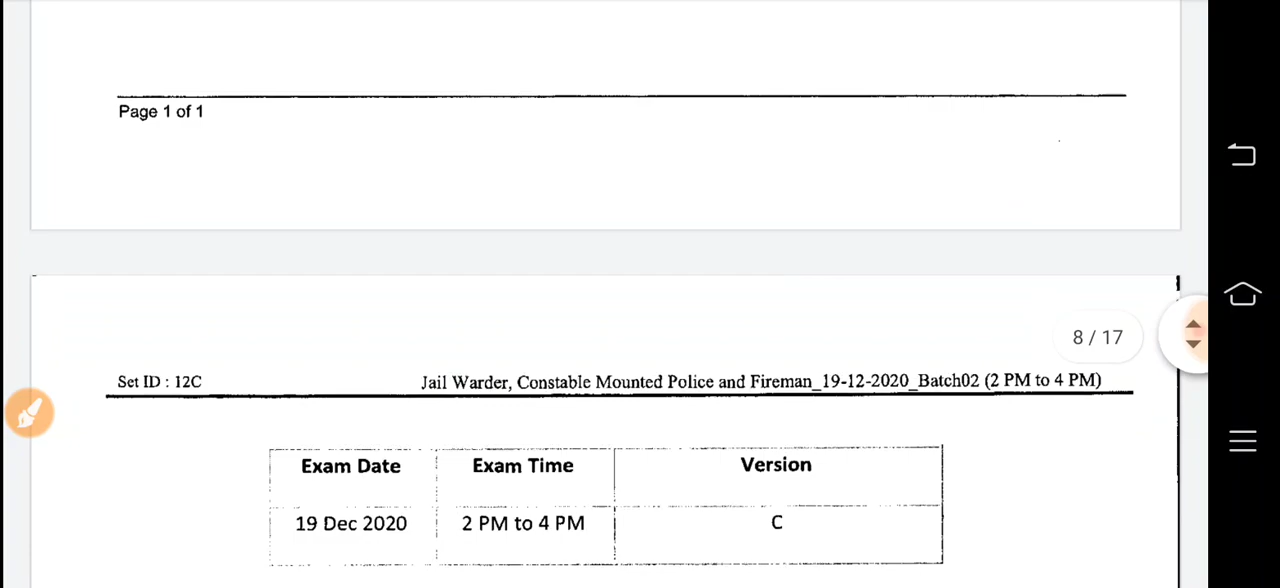 Page 1 of 1
8 / 17
Set ID : 12C Jail Warder, Constable Mounted Police and Fireman_19-12-2020_Batch02 (2 PM to 4 PM)
Exam Date Exam Time Version
19 Dec 2020 2 PM to 4 PM C